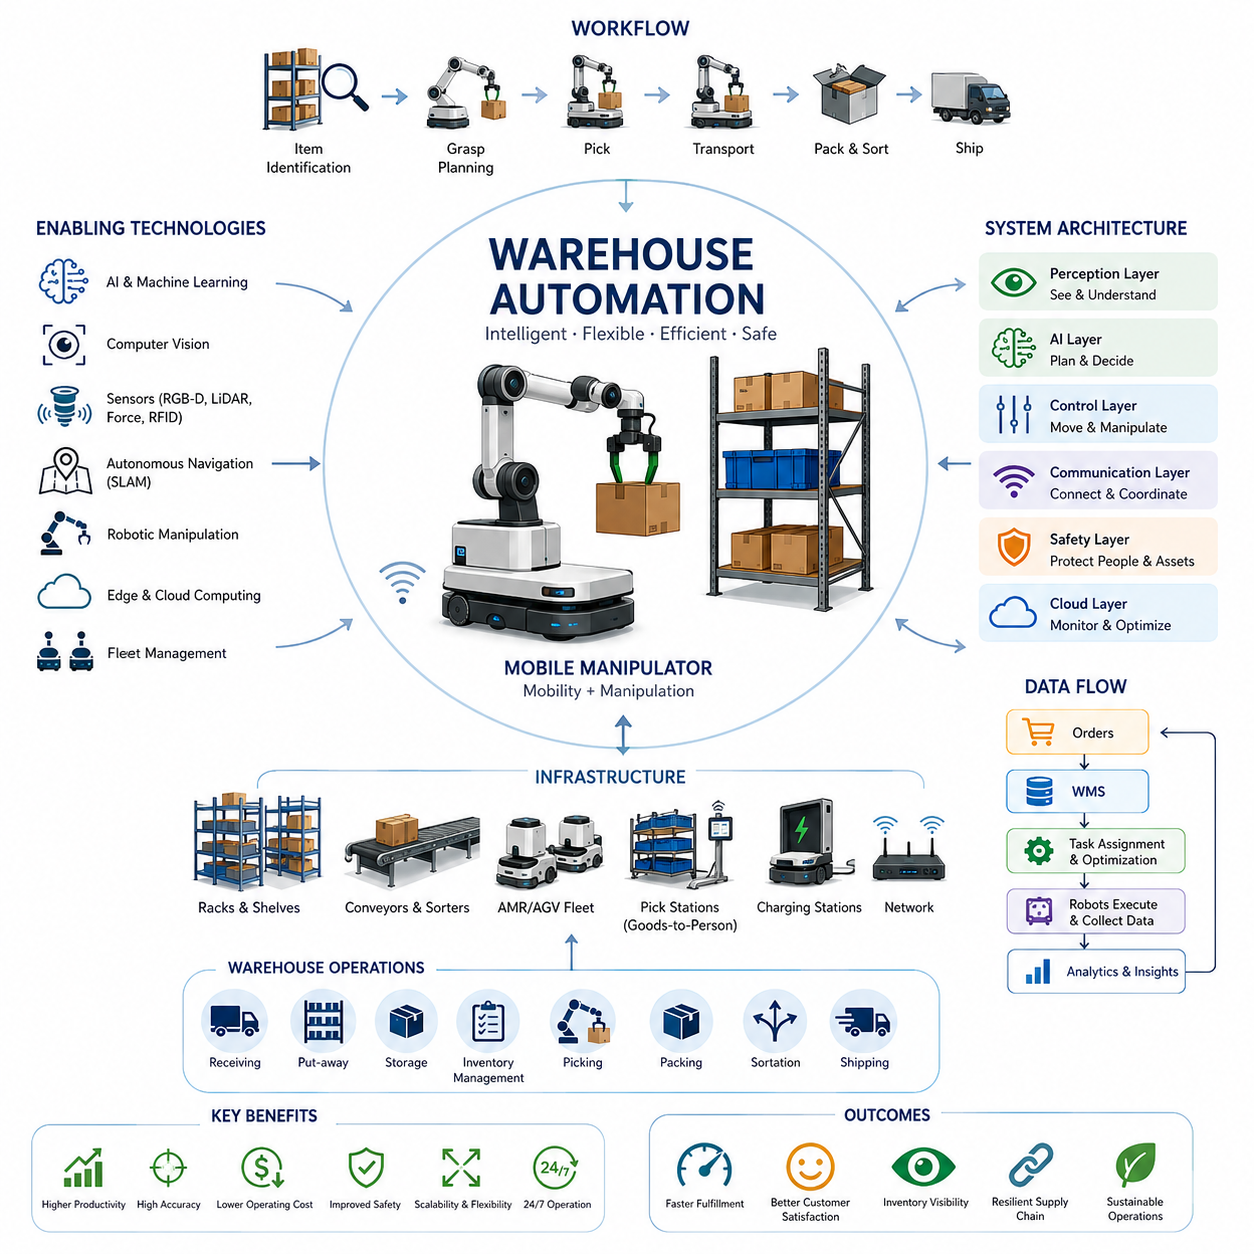 WORKFLOW
Item
Identification
Grasp
Planning
Pick
Transport
Pack & Sort
Ship
ENABLING TECHNOLOGIES
AI & Machine Learning
Computer Vision
Sensors (RGB-D, LiDAR,
Force, RFID)
Autonomous Navigation
(SLAM)
Robotic Manipulation
Edge & Cloud Computing
Fleet Management
WAREHOUSE
AUTOMATION
Intelligent · Flexible · Efficient · Safe
MOBILE MANIPULATOR
Mobility + Manipulation
SYSTEM ARCHITECTURE
Perception Layer
See & Understand
AI Layer
Plan & Decide
Control Layer
Move & Manipulate
Communication Layer
Connect & Coordinate
Safety Layer
Protect People & Assets
Cloud Layer
Monitor & Optimize
DATA FLOW
Orders
WMS
Task Assignment
& Optimization
Robots Execute
& Collect Data
Analytics & Insights
INFRASTRUCTURE
Racks & Shelves
Conveyors & Sorters
AMR/AGV Fleet
Pick Stations
(Goods-to-Person)
Charging Stations
Network
WAREHOUSE OPERATIONS
Receiving
Put-away
Storage
Inventory
Management
Picking
Packing
Sortation
Shipping
KEY BENEFITS
Higher Productivity
High Accuracy
$
Lower Operating Cost
Improved Safety
Scalability & Flexibility
24/7
24/7 Operation
OUTCOMES
Faster Fulfillment
Better Customer
Satisfaction
Inventory Visibility
Resilient Supply
Chain
Sustainable
Operations